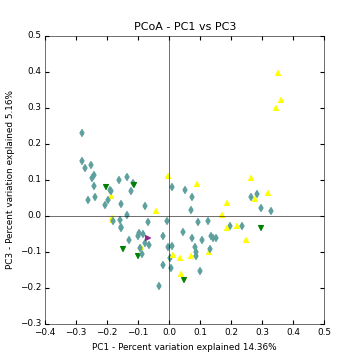 PCoA - PC1 vs PC3
0.5
0.4
0.3
0.2
0.1
0.0
−0.1
−0.2
−0.3
PC3 - Percent variation explained 5.16%
−0.4 −0.3 −0.2 −0.1 0.0 0.1 0.2 0.3 0.4 0.5
PC1 - Percent variation explained 14.36%